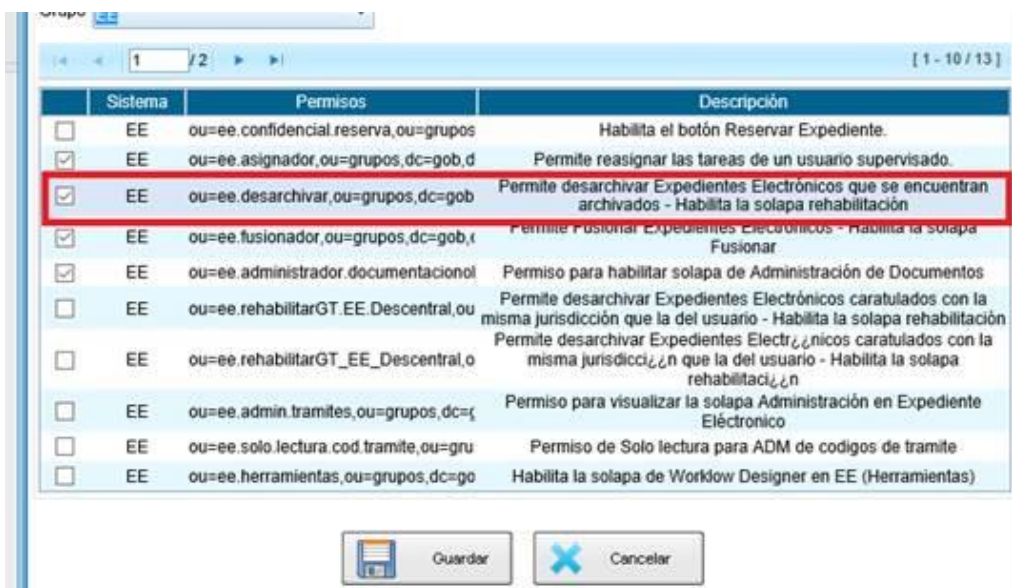 Grupo EE
1 / 2 [ 1 - 10 / 13 ]
Sistema Permisos Descripción
EE ou=ee.confidencial.reserva,ou=grupos Habilita el botón Reservar Expediente.
EE ou=ee.asignador,ou=grupos,dc=gob,d Permite reasignar las tareas de un usuario supervisado.
EE ou=ee.desarchivar,ou=grupos,dc=gob Permite desarchivar Expedientes Electrónicos que se encuentran
archivados - Habilita la solapa rehabilitación
EE ou=ee.fusionador,ou=grupos,dc=gob, Permite Fusionar Expedientes Electrónicos - Habilita la solapa
Fusionar
EE ou=ee.administrador.documentacionol Permiso para habilitar solapa de Administración de Documentos
EE ou=ee.rehabilitarGT.EE.Descentral,ou Permite desarchivar Expedientes Electrónicos caratulados con la
misma jurisdicción que la del usuario - Habilita la solapa rehabilitación
EE ou=ee.rehabilitarGT_EE_Descentral,o Permite desarchivar Expedientes Electr¿¿nicos caratulados con la
misma jurisdicci¿¿n que la del usuario - Habilita la solapa
rehabilitaci¿¿n
EE ou=ee.admin.tramites,ou=grupos,dc=g Permiso para visualizar la solapa Administración en Expediente
Eléctronico
EE ou=ee.solo.lectura.cod.tramite,ou=gru Permiso de Solo lectura para ADM de codigos de tramite
EE ou=ee.herramientas,ou=grupos,dc=go Habilita la solapa de Worklow Designer en EE (Herramientas)
Guardar Cancelar